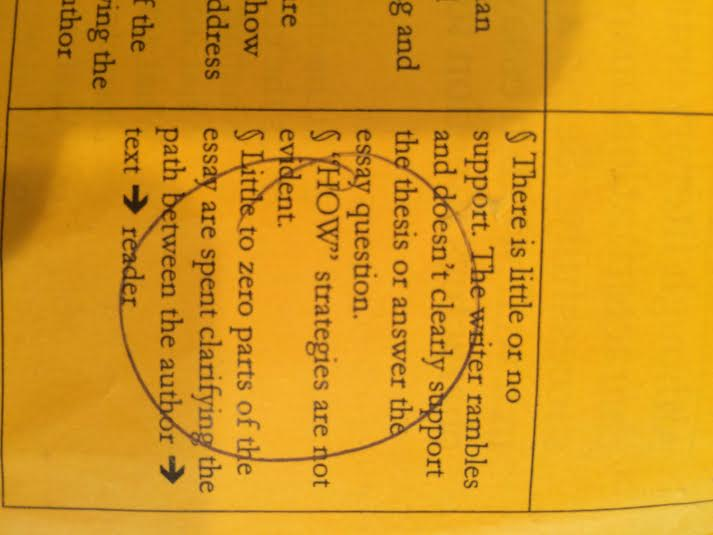 an
g and
re
how
ddress
f the
ing the
uthor
§ There is little or no
support. The writer rambles
and doesn't clearly support
the thesis or answer the
essay question.
§ "HOW" strategies are not
evident.
§ Little to zero parts of the
essay are spent clarifying the
path between the author ➔
text ➔ reader